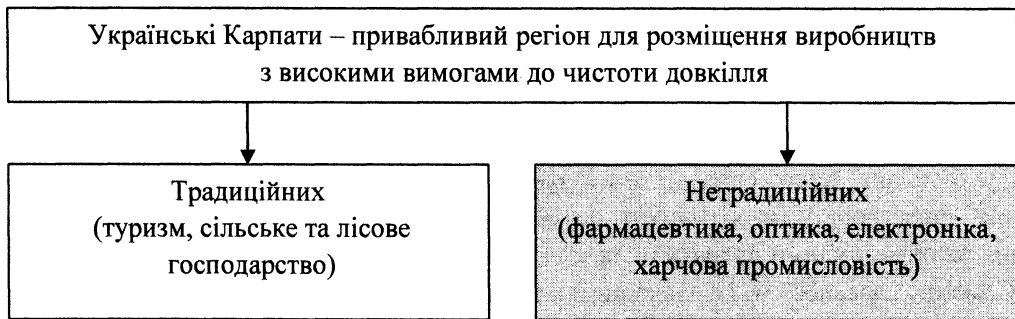 Українські Карпати – привабливий регіон для розміщення виробництв
з високими вимогами до чистоти довкілля
Традиційних
(туризм, сільське та лісове
господарство)
Нетрадиційних
(фармацевтика, оптика, електроніка,
харчова промисловість)